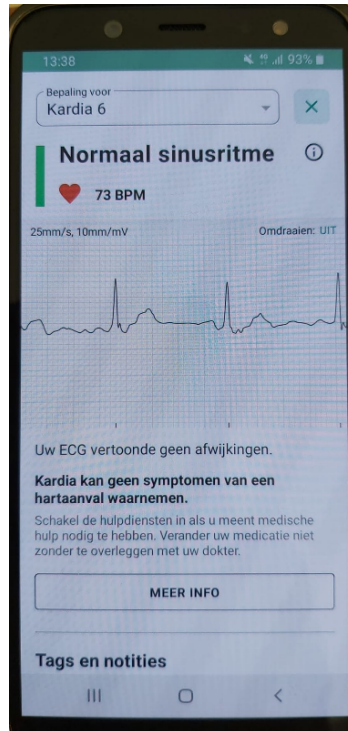 13:38
4G 93%
Bepaling voor
Kardia 6
Normaal sinusritme
73 BPM
25mm/s, 10mm/mV Omdraaien: UIT
Uw ECG vertoonde geen afwijkingen.
Kardia kan geen symptomen van een
hartaanval waarnemen.
Schakel de hulpdiensten in als u meent medische
hulp nodig te hebben. Verander uw medicatie niet
zonder te overleggen met uw dokter.
MEER INFO
Tags en notities